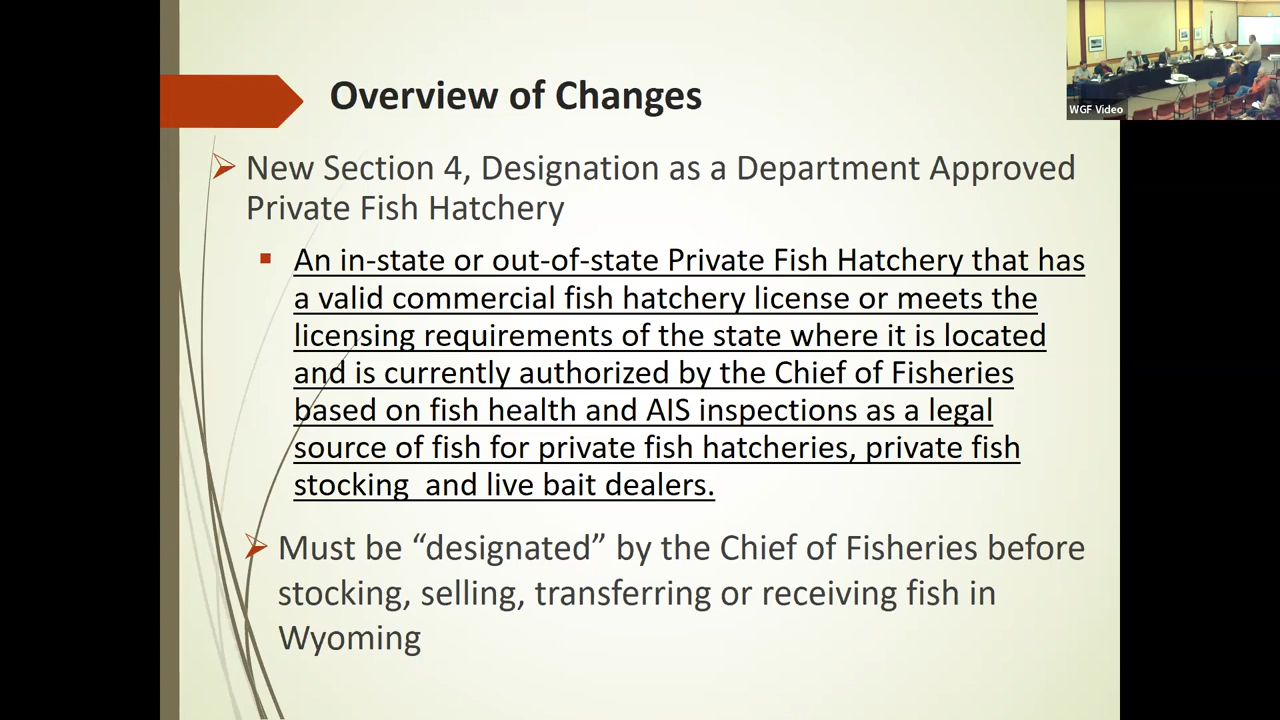 Overview of Changes
New Section 4, Designation as a Department Approved
Private Fish Hatchery
An in-state or out-of-state Private Fish Hatchery that has
a valid commercial fish hatchery license or meets the
licensing requirements of the state where it is located
and is currently authorized by the Chief of Fisheries
based on fish health and AIS inspections as a legal
source of fish for private fish hatcheries, private fish
stocking  and live bait dealers.
Must be “designated” by the Chief of Fisheries before
stocking, selling, transferring or receiving fish in
Wyoming
WGF Video